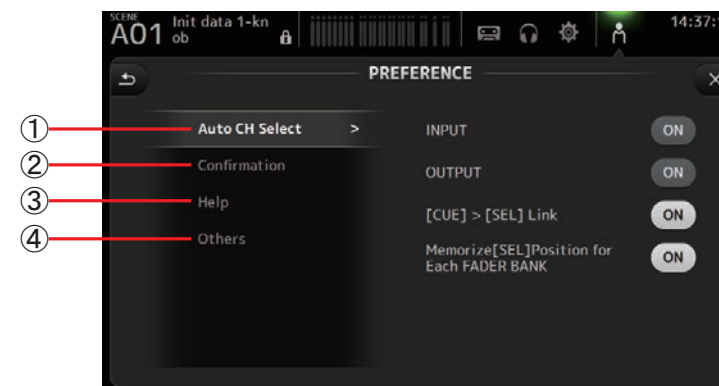 SCENE
A01
Init data 1-kn
ob
14:37:
PREFERENCE
① Auto CH Select >
② Confirmation
③ Help
④ Others
INPUT ON
OUTPUT ON
[CUE] > [SEL] Link ON
Memorize[SEL]Position for
Each FADER BANK ON